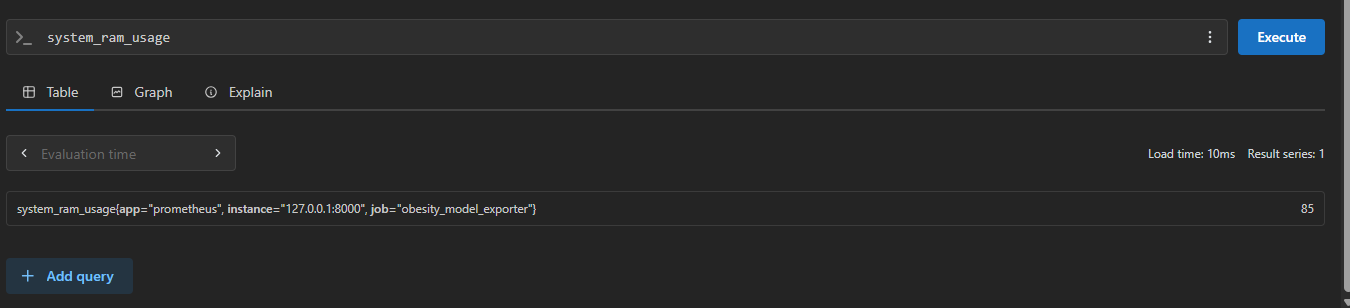 system_ram_usage
Execute
Table Graph Explain
Evaluation time
Load time: 10ms Result series: 1
system_ram_usage{app="prometheus", instance="127.0.0.1:8000", job="obesity_model_exporter"} 85
Add query